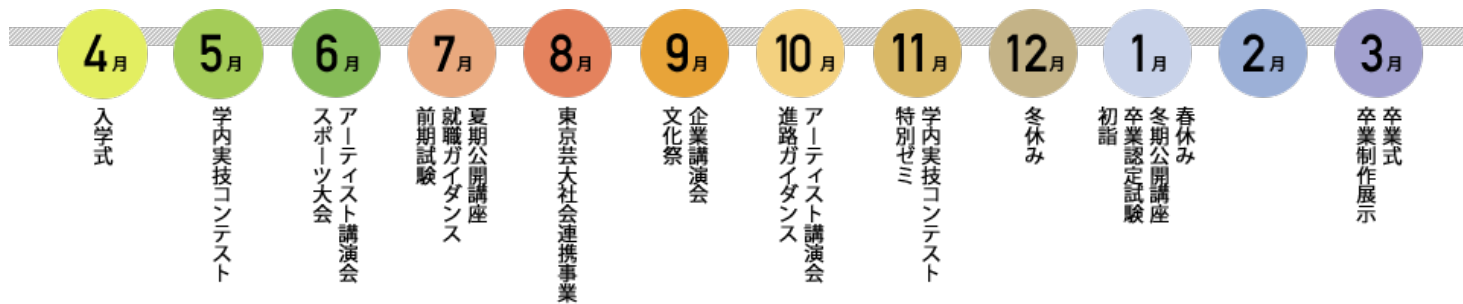 4月
入学式
5月
学内実技コンテスト
6月
アーティスト講演会
スポーツ大会
7月
夏期公開講座
就職ガイダンス
前期試験
8月
東京芸大社会連携事業
9月
企業講演会
文化祭
10月
アーティスト講演会
進路ガイダンス
11月
学内実技コンテスト
特別ゼミ
12月
冬休み
1月
春休み
冬期公開講座
卒業認定試験
初詣
2月
3月
卒業式
卒業制作展示